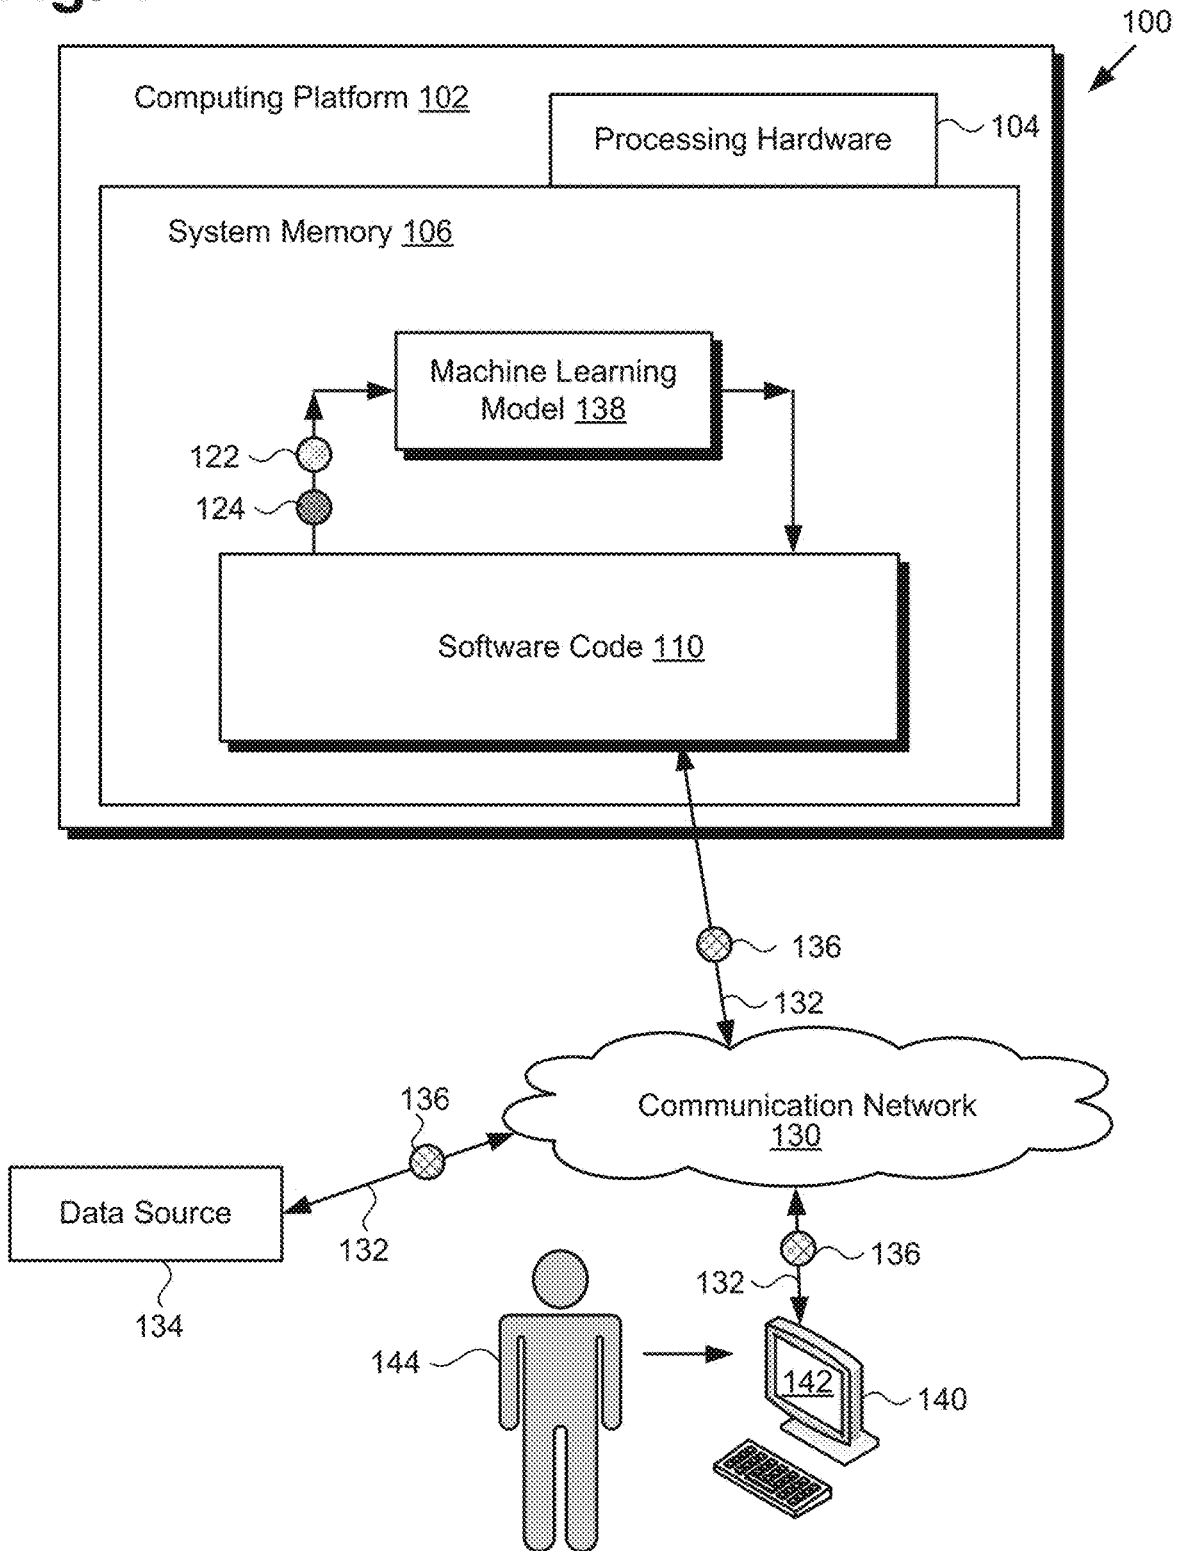 100
Computing Platform 102
Processing Hardware
104
System Memory 106
Machine Learning
Model 138
122
124
Software Code 110
136
132
136
Communication Network
130
Data Source
132
136
132
134
144
142
140